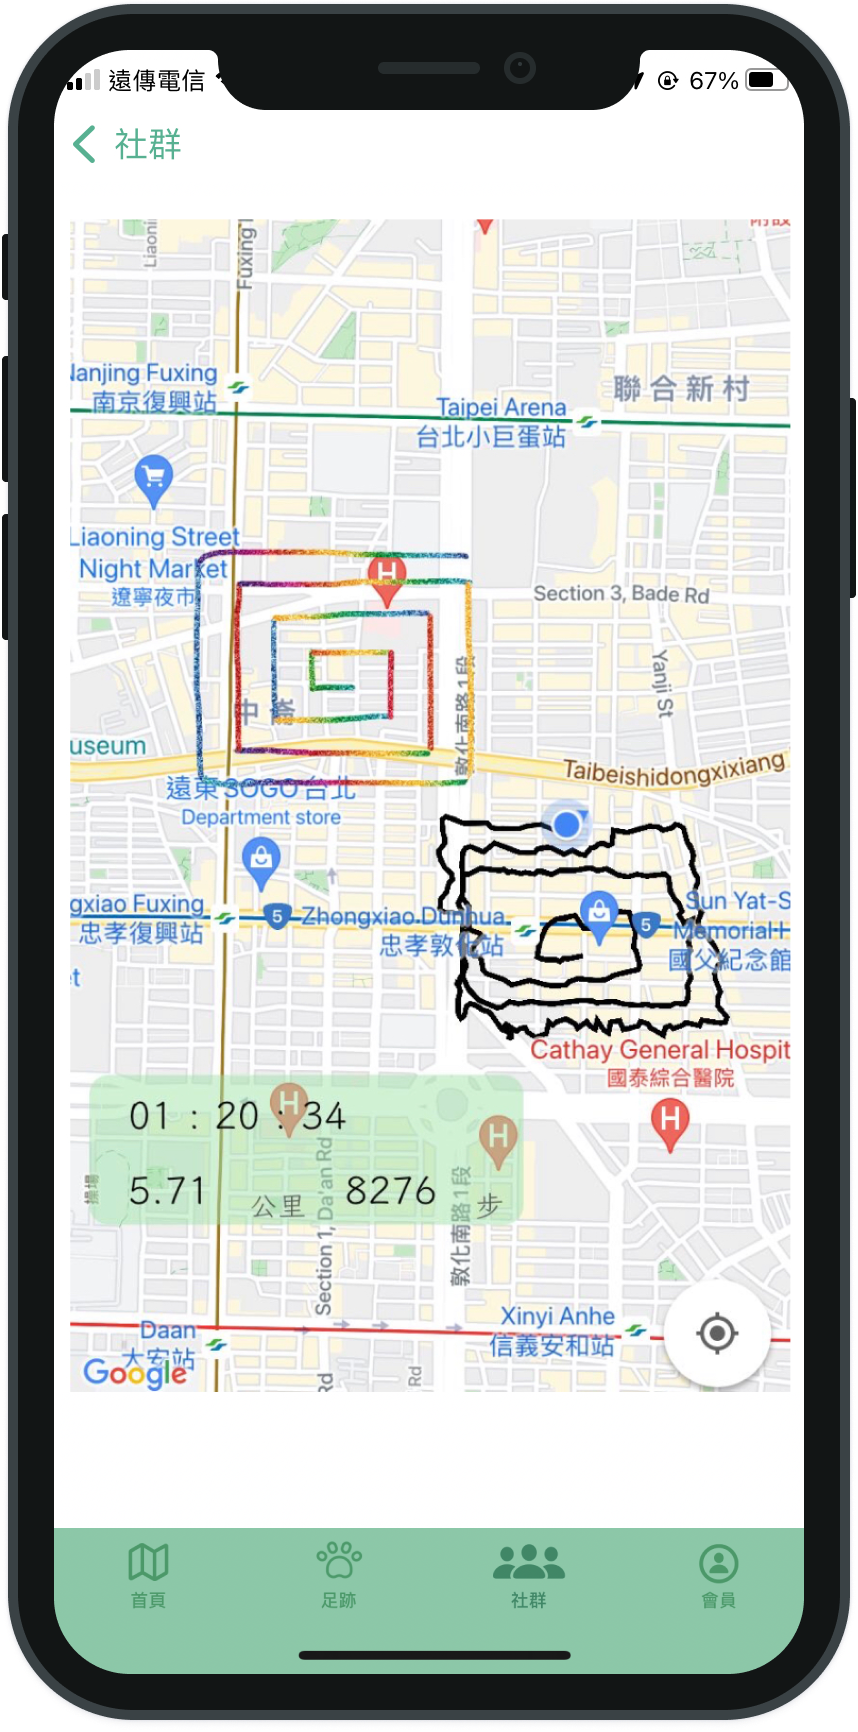 遠傳電信
67%
社群
附設
Liaoni
Fuxing
Nanjing Fuxing
南京復興站
Taipei Arena
台北小巨蛋站
聯合新村
Liaoning Street
Night Market
遼寧夜市
H
Section 3, Bade Rd
Yanji St
中崙
敦化南路1段
useum
Taibeishidongxixiang
遠東SOGO台北
Department store
gxiao Fuxing
忠孝復興站
5
Zhongxiao Dunhua
忠孝敦化站
5
Sun Yat-S
Memorial H
國父紀念館
et
Cathay General Hospit
國泰綜合醫院
H
01 : 20 : 34
H
H
5.71 公里 8276 步
操場
Section 1, Da'an Rd
敦化南路1段
Xinyi Anhe
信義安和站
Daan
大安站
Google
Rd
Rd
首頁
足跡
社群
會員